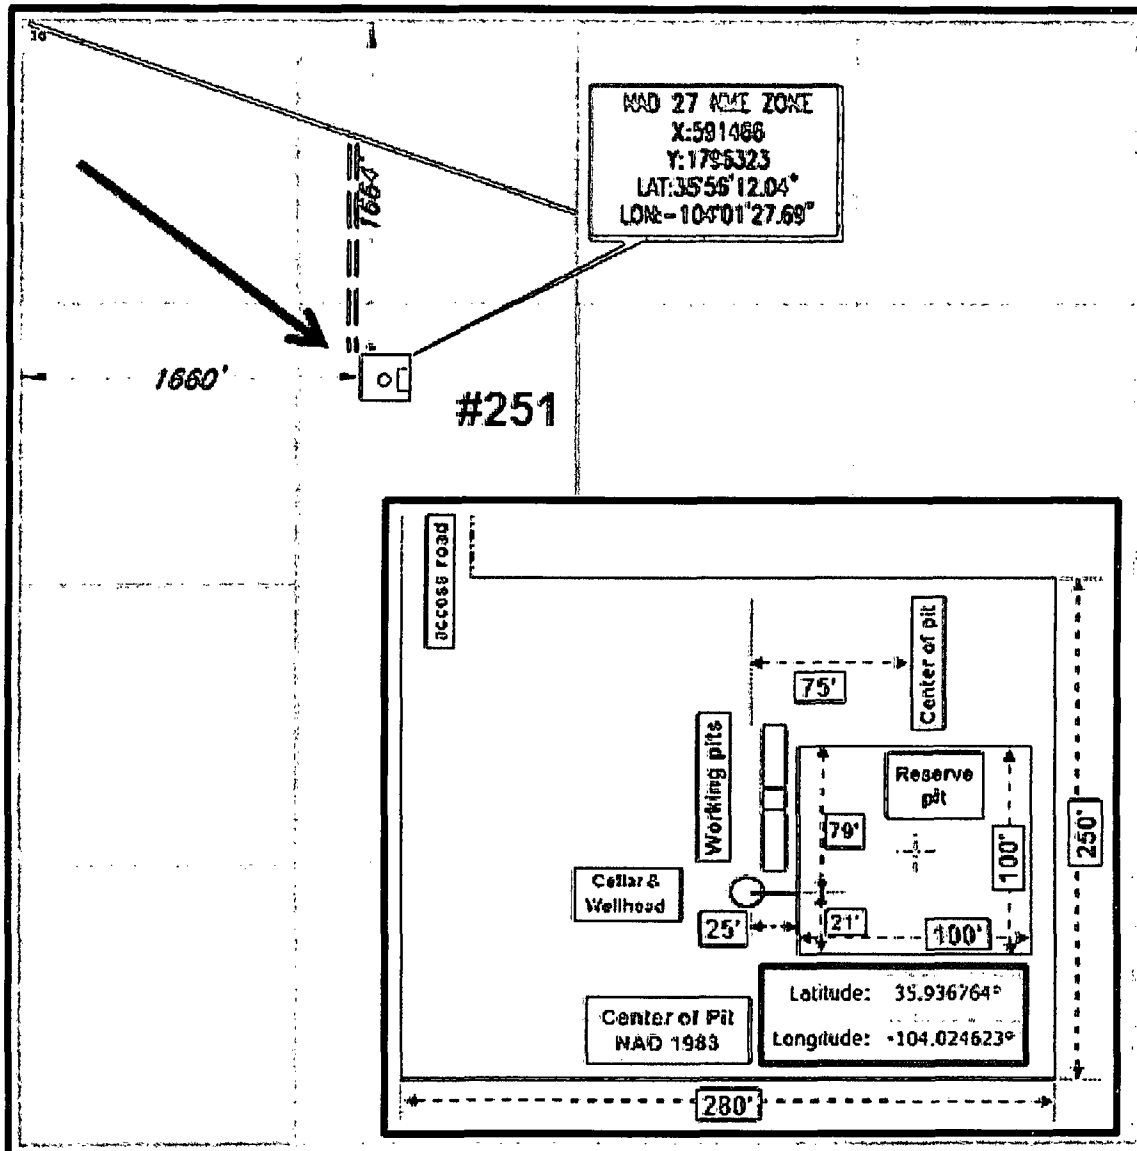 NAD 27 NME ZONE
X:591466
Y:1796323
LAT:35°56'12.04"
LON:-104°01'27.69"
1664'
1660'
#251
access road
Center of pit
75'
Working pits
Reserve
pit
79'
100'
250'
Cellar &
Wellhead
25'
21'
100'
Latitude: 35.936764°
Longitude: -104.024623°
Center of Pit
NAD 1983
280'